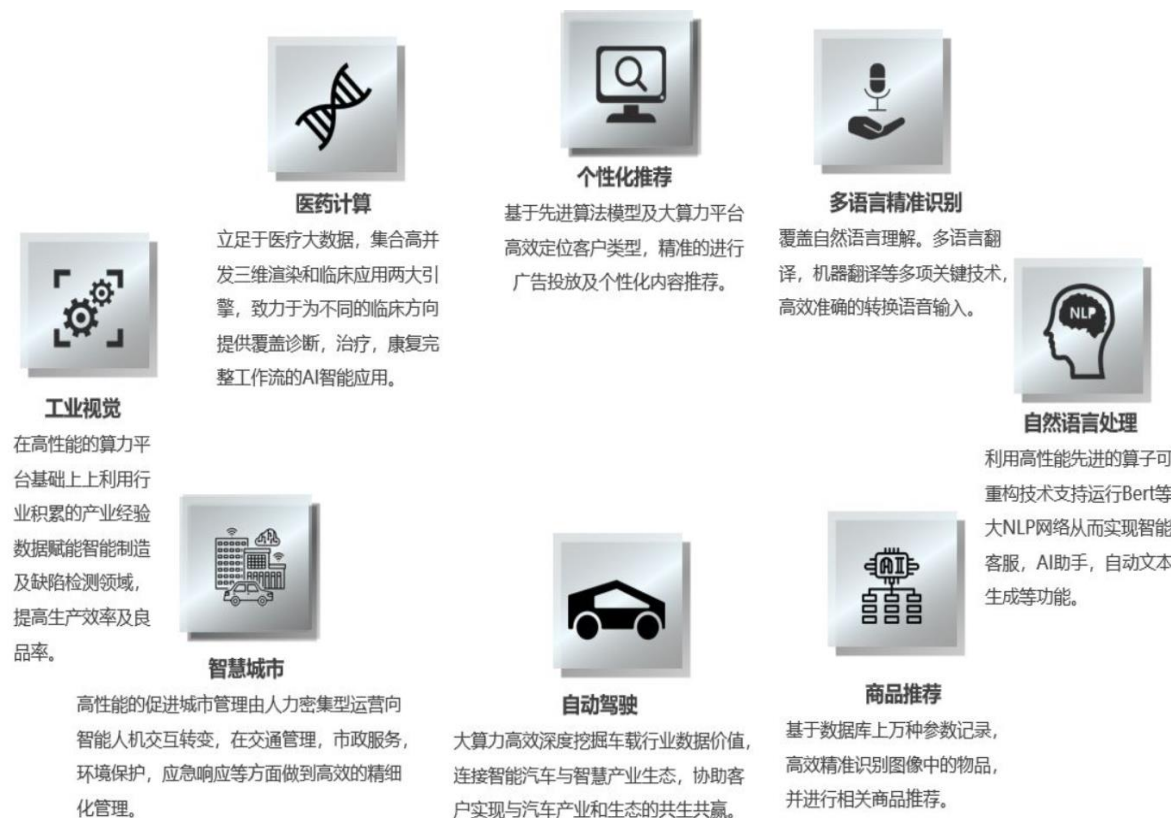 医药计算
立足于医疗大数据，集合高并
发三维渲染和临床应用两大引
擎，致力于为不同的临床方向
提供覆盖诊断，治疗，康复完
整工作流的AI智能应用。
个性化推荐
基于先进算法模型及大算力平台
高效定位客户类型，精准的进行
广告投放及个性化内容推荐。
多语言精准识别
覆盖自然语言理解。多语言翻
译，机器翻译等多项关键技术，
高效准确的转换语音输入。
工业视觉
在高性能的算力平
台基础上上利用行
业积累的产业经验
数据赋能智能制造
及缺陷检测领域，
提高生产效率及良
品率。
NLP
自然语言处理
利用高性能先进的算子可
重构技术支持运行Bert等
大NLP网络从而实现智能
客服，AI助手，自动文本
生成等功能。
智慧城市
高性能的促进城市管理由人力密集型运营向
智能人机交互转变，在交通管理，市政服务，
环境保护，应急响应等方面做到高效的精细
化管理。
自动驾驶
大算力高效深度挖掘车载行业数据价值，
连接智能汽车与智慧产业生态，协助客
户实现与汽车产业和生态的共生共赢。
AI
商品推荐
基于数据库上万种参数记录，
高效精准识别图像中的物品，
并进行相关商品推荐。